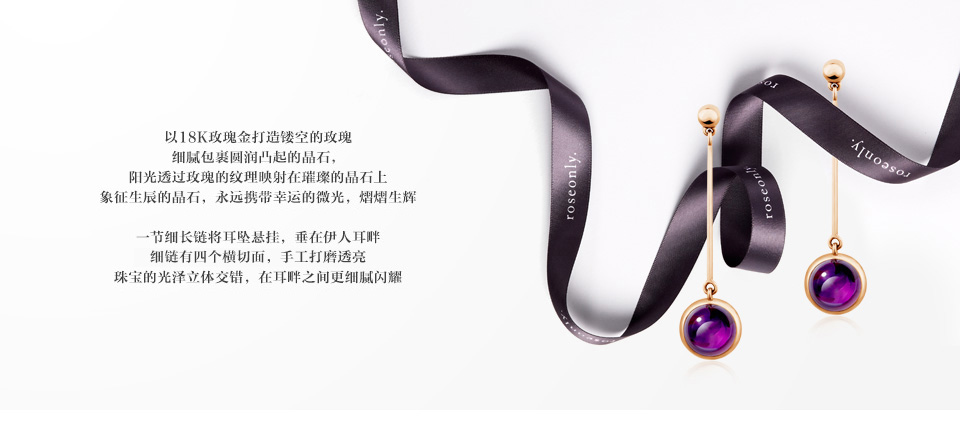 以18K玫瑰金打造镂空的玫瑰
细腻包裹圆润凸起的晶石，
阳光透过玫瑰的纹理映射在璀璨的晶石上
象征生辰的晶石，永远携带幸运的微光，熠熠生辉
一节细长链将耳坠悬挂，垂在伊人耳畔
细链有四个横切面，手工打磨透亮
珠宝的光泽立体交错，在耳畔之间更细腻闪耀
roseonly.
roseonly.
roseonly.
roseonly.